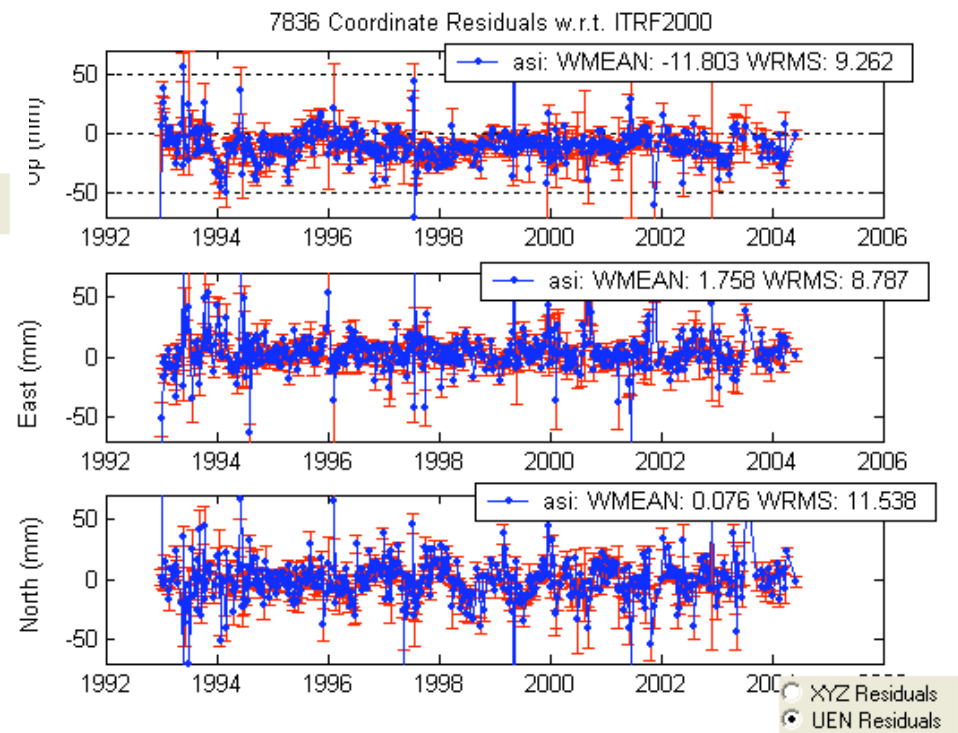 7836 Coordinate Residuals w.r.t. ITRF2000
asi: WMEAN: -11.803 WRMS: 9.262
Up (mm)
50
0
-50
1992 1994 1996 1998 2000 2002 2004 2006
asi: WMEAN: 1.758 WRMS: 8.787
East (mm)
50
0
-50
1992 1994 1996 1998 2000 2002 2004 2006
asi: WMEAN: 0.076 WRMS: 11.538
North (mm)
50
0
-50
1992 1994 1996 1998 2000 2002
XYZ Residuals
UEN Residuals